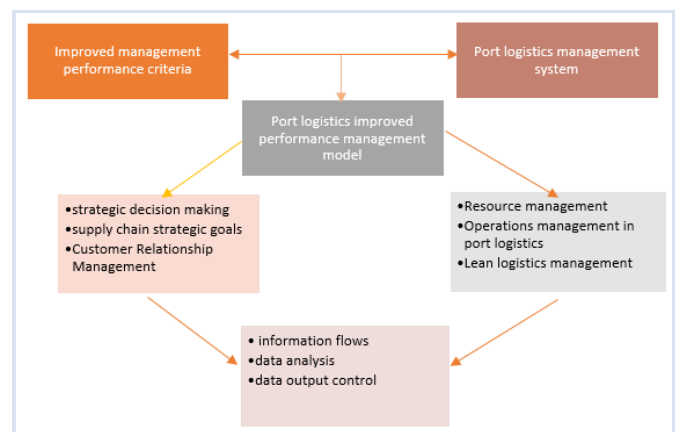 Improved management
performance criteria
Port logistics management
system
Port logistics improved
performance management
model
•strategic decision making
•supply chain strategic goals
•Customer Relationship
Management
•Resource management
•Operations management in
port logistics
•Lean logistics management
• information flows
•data analysis
•data output control